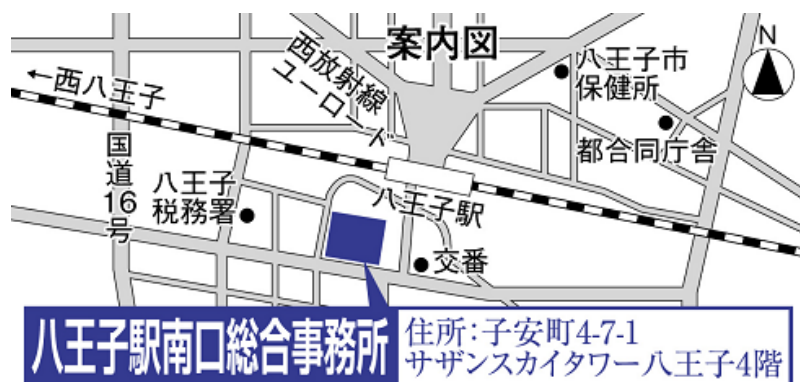 案内図
N
西放射線
ユーロード
八王子市
保健所
←西八王子
都合同庁舎
国道16号
八王子
税務署
八王子駅
交番
八王子駅南口総合事務所
住所：子安町4-7-1
サザンスカイタワー八王子4階